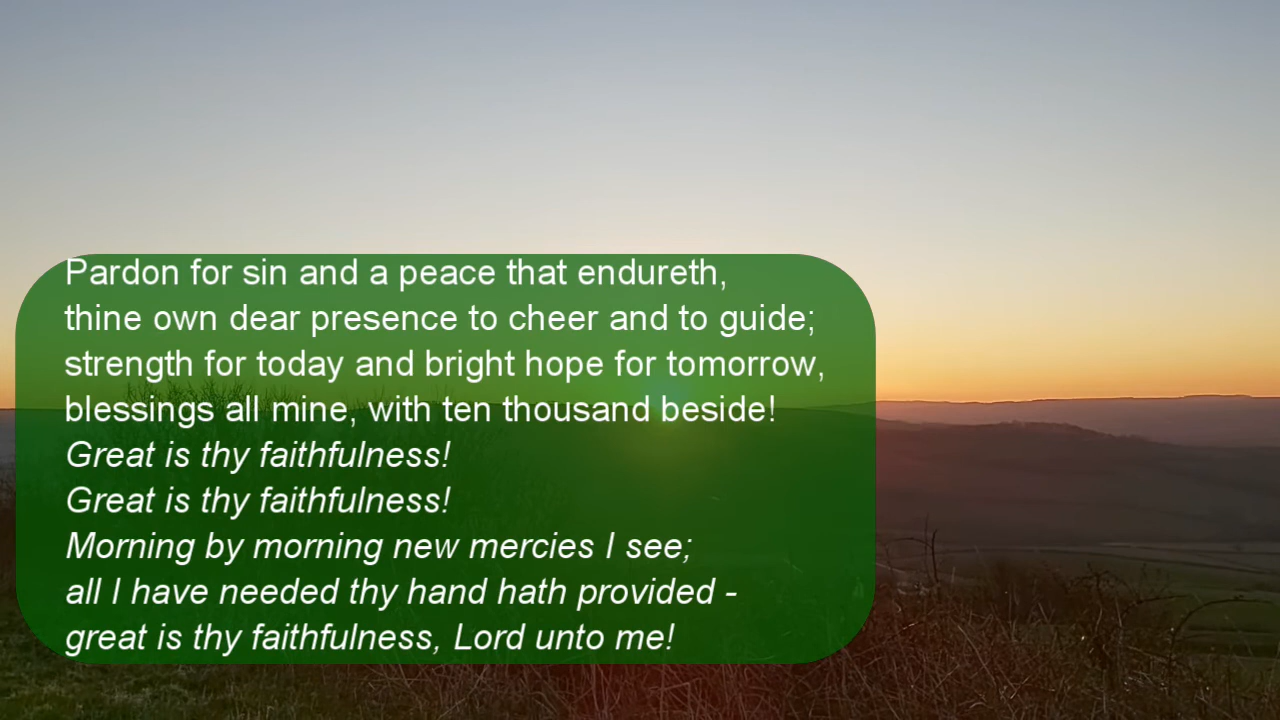 Pardon for sin and a peace that endureth,
thine own dear presence to cheer and to guide;
strength for today and bright hope for tomorrow,
blessings all mine, with ten thousand beside!
Great is thy faithfulness!
Great is thy faithfulness!
Morning by morning new mercies I see;
all I have needed thy hand hath provided -
great is thy faithfulness, Lord unto me!